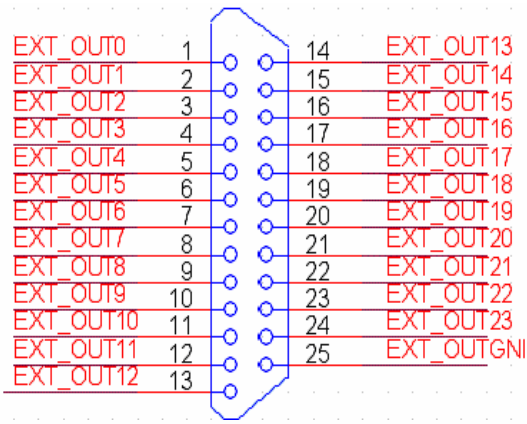 EXT_OUT0 1 14 EXT_OUT13
EXT_OUT1 2 15 EXT_OUT14
EXT_OUT2 3 16 EXT_OUT15
EXT_OUT3 4 17 EXT_OUT16
EXT_OUT4 5 18 EXT_OUT17
EXT_OUT5 6 19 EXT_OUT18
EXT_OUT6 7 20 EXT_OUT19
EXT_OUT7 8 21 EXT_OUT20
EXT_OUT8 9 22 EXT_OUT21
EXT_OUT9 10 23 EXT_OUT22
EXT_OUT10 11 24 EXT_OUT23
EXT_OUT11 12 25 EXT_OUTGNI
EXT_OUT12 13